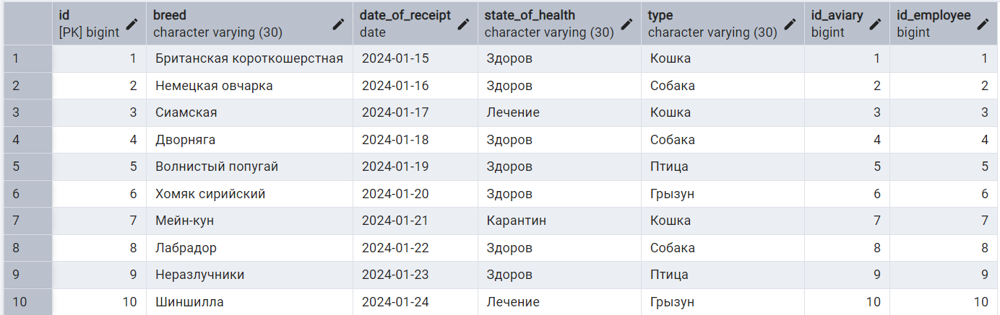 id breed date_of_receipt state_of_health type id_aviary id_employee
[PK] bigint character varying (30) date character varying (30) character varying (30) bigint bigint
1 1 Британская короткошерстная 2024-01-15 Здоров Кошка 1 1
2 2 Немецкая овчарка 2024-01-16 Здоров Собака 2 2
3 3 Сиамская 2024-01-17 Лечение Кошка 3 3
4 4 Дворняга 2024-01-18 Здоров Собака 4 4
5 5 Волнистый попугай 2024-01-19 Здоров Птица 5 5
6 6 Хомяк сирийский 2024-01-20 Здоров Грызун 6 6
7 7 Мейн-кун 2024-01-21 Карантин Кошка 7 7
8 8 Лабрадор 2024-01-22 Здоров Собака 8 8
9 9 Неразлучники 2024-01-23 Здоров Птица 9 9
10 10 Шиншилла 2024-01-24 Лечение Грызун 10 10